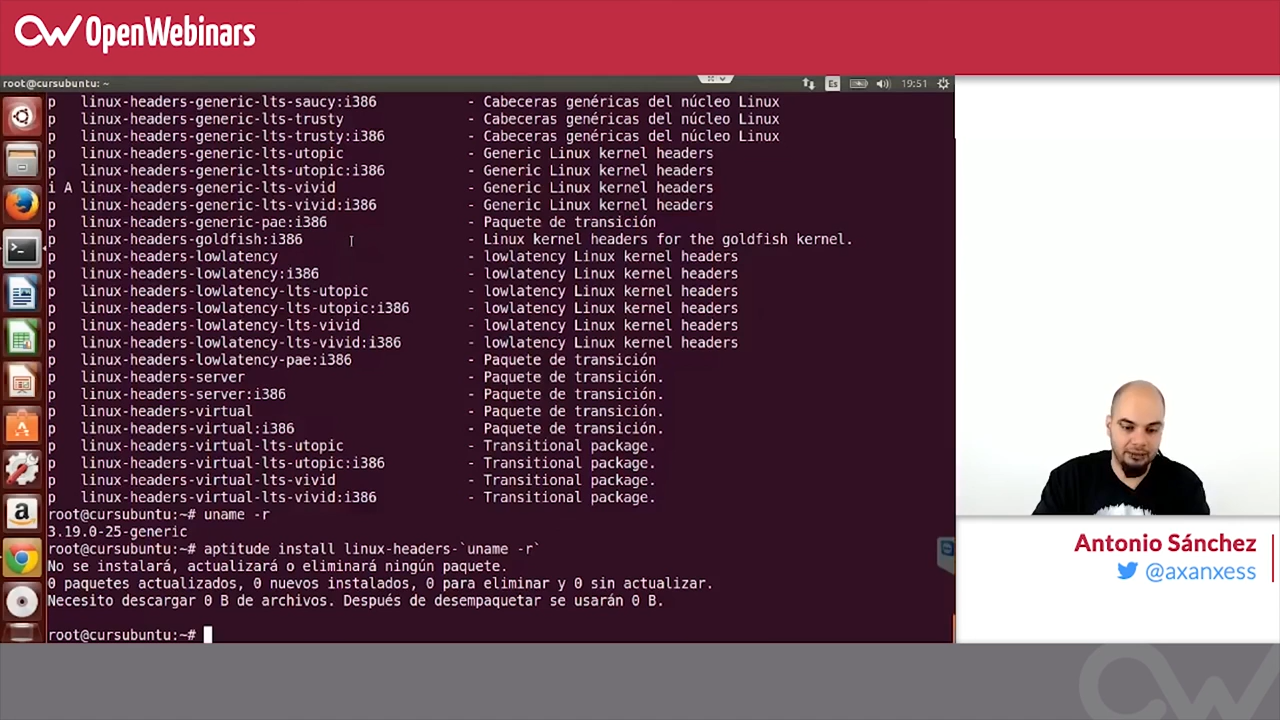 OpenWebinars
root@cursubuntu: ~
Es
19:51
p linux-headers-generic-lts-saucy:i386 - Cabeceras genéricas del núcleo Linux
p linux-headers-generic-lts-trusty - Cabeceras genéricas del núcleo Linux
p linux-headers-generic-lts-trusty:i386 - Cabeceras genéricas del núcleo Linux
p linux-headers-generic-lts-utopic - Generic Linux kernel headers
p linux-headers-generic-lts-utopic:i386 - Generic Linux kernel headers
i A linux-headers-generic-lts-vivid - Generic Linux kernel headers
p linux-headers-generic-lts-vivid:i386 - Generic Linux kernel headers
p linux-headers-generic-pae:i386 - Paquete de transición
p linux-headers-goldfish:i386 - Linux kernel headers for the goldfish kernel.
p linux-headers-lowlatency - lowlatency Linux kernel headers
p linux-headers-lowlatency:i386 - lowlatency Linux kernel headers
p linux-headers-lowlatency-lts-utopic - lowlatency Linux kernel headers
p linux-headers-lowlatency-lts-utopic:i386 - lowlatency Linux kernel headers
p linux-headers-lowlatency-lts-vivid - lowlatency Linux kernel headers
p linux-headers-lowlatency-lts-vivid:i386 - lowlatency Linux kernel headers
p linux-headers-lowlatency-pae:i386 - Paquete de transición
p linux-headers-server - Paquete de transición.
p linux-headers-server:i386 - Paquete de transición.
p linux-headers-virtual - Paquete de transición.
p linux-headers-virtual:i386 - Paquete de transición.
p linux-headers-virtual-lts-utopic - Transitional package.
p linux-headers-virtual-lts-utopic:i386 - Transitional package.
p linux-headers-virtual-lts-vivid - Transitional package.
p linux-headers-virtual-lts-vivid:i386 - Transitional package.
root@cursubuntu:~# uname -r
3.19.0-25-generic
root@cursubuntu:~# aptitude install linux-headers-`uname -r`
No se instalará, actualizará o eliminará ningún paquete.
0 paquetes actualizados, 0 nuevos instalados, 0 para eliminar y 0 sin actualizar.
Necesito descargar 0 B de archivos. Después de desempaquetar se usarán 0 B.
root@cursubuntu:~#
Antonio Sánchez
@axanxess